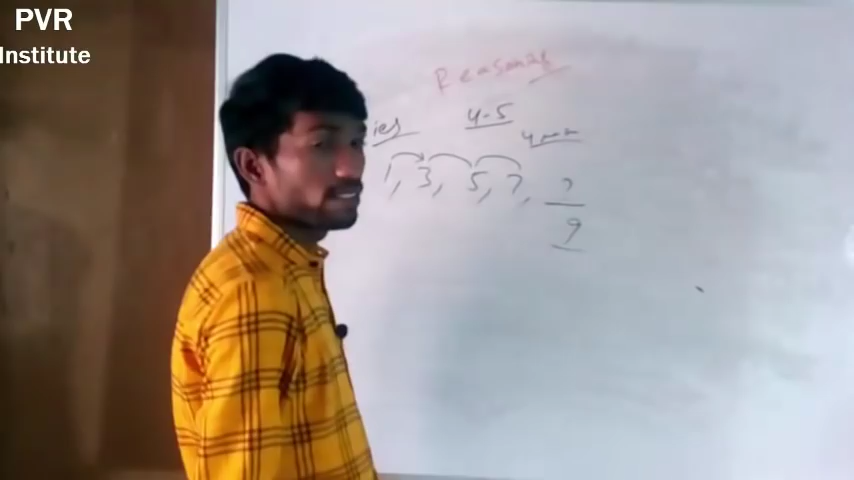 PVR
Institute
Reasoning
ies 4-5
1, 3, 5, 7, ?
9